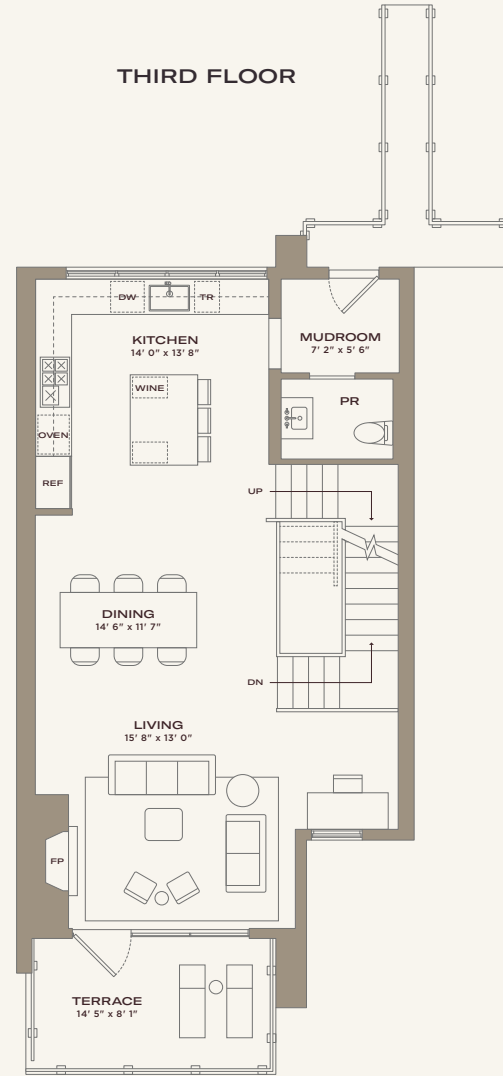 THIRD FLOOR
DW
TR
KITCHEN
14' 0" x 13' 8"
MUDROOM
7' 2" x 5' 6"
WINE
PR
OVEN
REF
UP
DINING
14' 6" x 11' 7"
DN
LIVING
15' 8" x 13' 0"
FP
TERRACE
14' 5" x 8' 1"